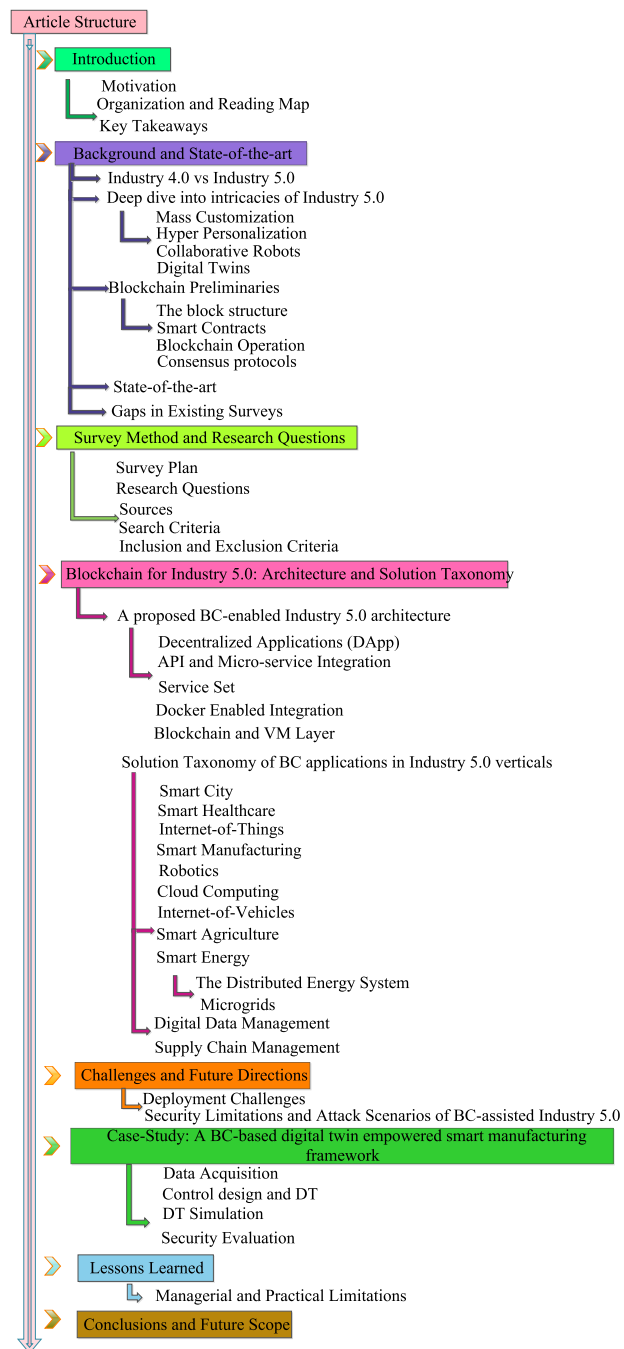 Article Structure
Introduction
Motivation
Organization and Reading Map
Key Takeaways
Background and State-of-the-art
Industry 4.0 vs Industry 5.0
Deep dive into intricacies of Industry 5.0
Mass Customization
Hyper Personalization
Collaborative Robots
Digital Twins
Blockchain Preliminaries
The block structure
Smart Contracts
Blockchain Operation
Consensus protocols
State-of-the-art
Gaps in Existing Surveys
Survey Method and Research Questions
Survey Plan
Research Questions
Sources
Search Criteria
Inclusion and Exclusion Criteria
Blockchain for Industry 5.0: Architecture and Solution Taxonomy
A proposed BC-enabled Industry 5.0 architecture
Decentralized Applications (DApp)
API and Micro-service Integration
Service Set
Docker Enabled Integration
Blockchain and VM Layer
Solution Taxonomy of BC applications in Industry 5.0 verticals
Smart City
Smart Healthcare
Internet-of-Things
Smart Manufacturing
Robotics
Cloud Computing
Internet-of-Vehicles
Smart Agriculture
Smart Energy
The Distributed Energy System
Microgrids
Digital Data Management
Supply Chain Management
Challenges and Future Directions
Deployment Challenges
Security Limitations and Attack Scenarios of BC-assisted Industry 5.0
Case-Study: A BC-based digital twin empowered smart manufacturing
framework
Data Acquisition
Control design and DT
DT Simulation
Security Evaluation
Lessons Learned
Managerial and Practical Limitations
Conclusions and Future Scope